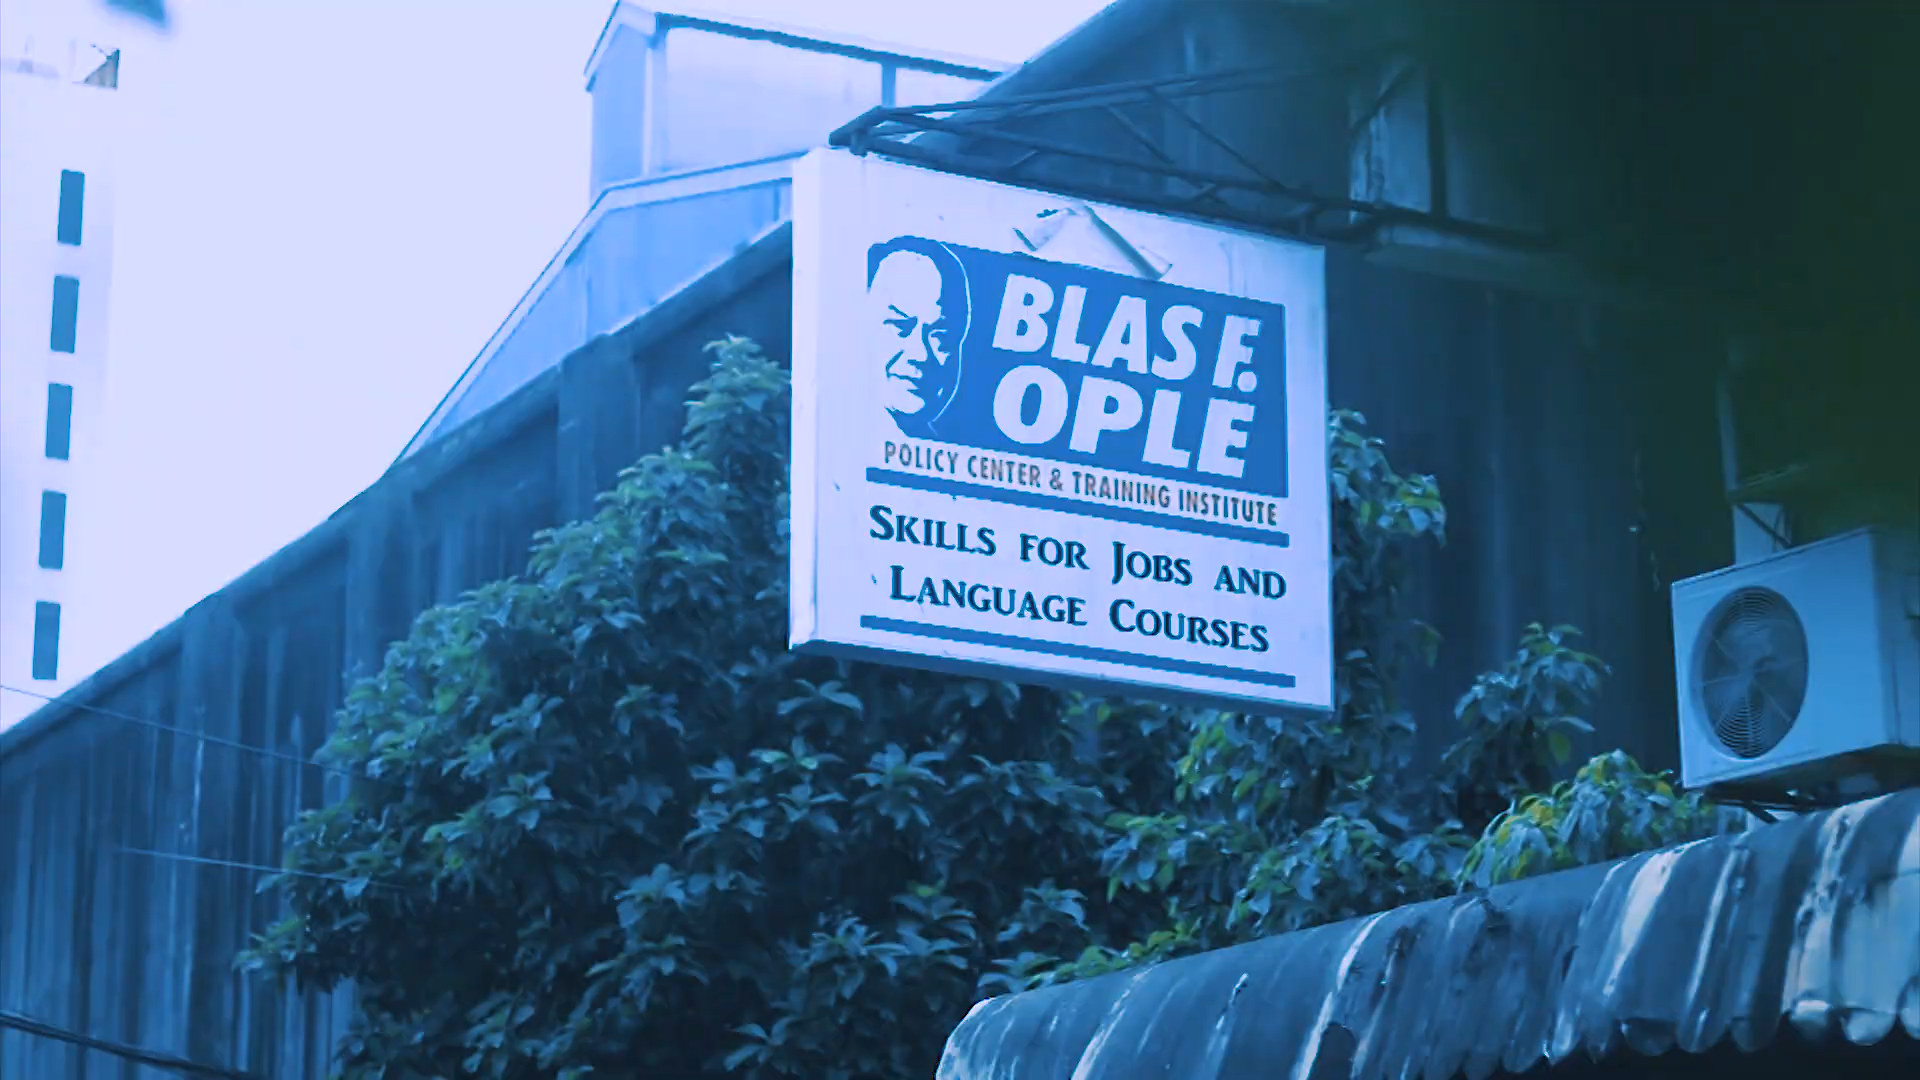 BLAS F.
OPLE
POLICY CENTER & TRAINING INSTITUTE
SKILLS FOR JOBS AND
LANGUAGE COURSES